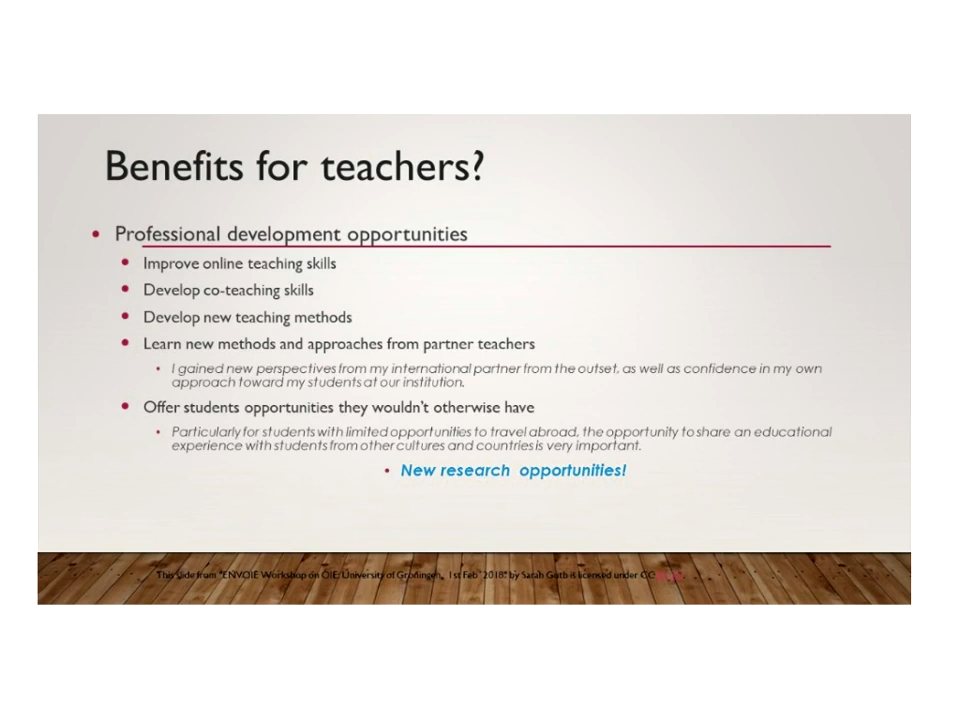 Benefits for teachers?
• Professional development opportunities
• Improve online teaching skills
• Develop co-teaching skills
• Develop new teaching methods
• Learn new methods and approaches from partner teachers
• I gained new perspectives from my international partner from the outset, as well as confidence in my own
approach toward my students at our institution.
• Offer students opportunities they wouldn't otherwise have
• Particularly for students with limited opportunities to travel abroad, the opportunity to share an educational
experience with students from other cultures and countries is very important.
• New research opportunities!
This slide from "ENVOIE Workshop on OIE, University of Groningen, 1st Feb 2018" by Sarah Guth is licensed under CC